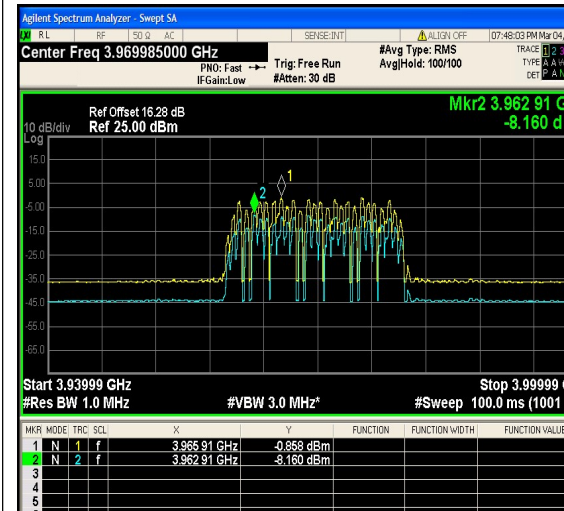 Agilent Spectrum Analyzer - Swept SA
RL RF 50 Ω AC SENSE:INT ALIGN OFF 07:48:03 PM Mar 04,
Center Freq 3.969985000 GHz #Avg Type: RMS TRACE 1 2 3
PNO: Fast Trig: Free Run Avg|Hold: 100/100 TYPE A A
IFGain:Low #Atten: 30 dB DET P A N
Mkr2 3.962 91 G
Ref Offset 16.28 dB
10 dB/div Ref 25.00 dBm -8.160 d
Log
15.0
5.00
-5.00
-15.0
-25.0
-35.0
-45.0
-55.0
-65.0
1
2
Start 3.93999 GHz Stop 3.99999
#Res BW 1.0 MHz #VBW 3.0 MHz* #Sweep 100.0 ms (1001
MKR MODE TRC SCL X Y FUNCTION FUNCTION WIDTH FUNCTION VALUE
1 N 1 f 3.965 91 GHz -0.858 dBm
2 N 2 f 3.962 91 GHz -8.160 dBm
3
4
5